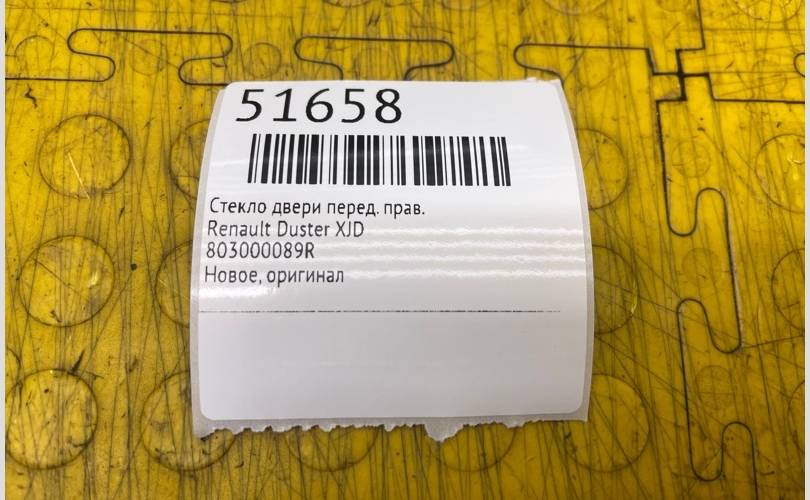 51658
Стекло двери перед. прав.
Renault Duster XJD
803000089R
Новое, оригинал